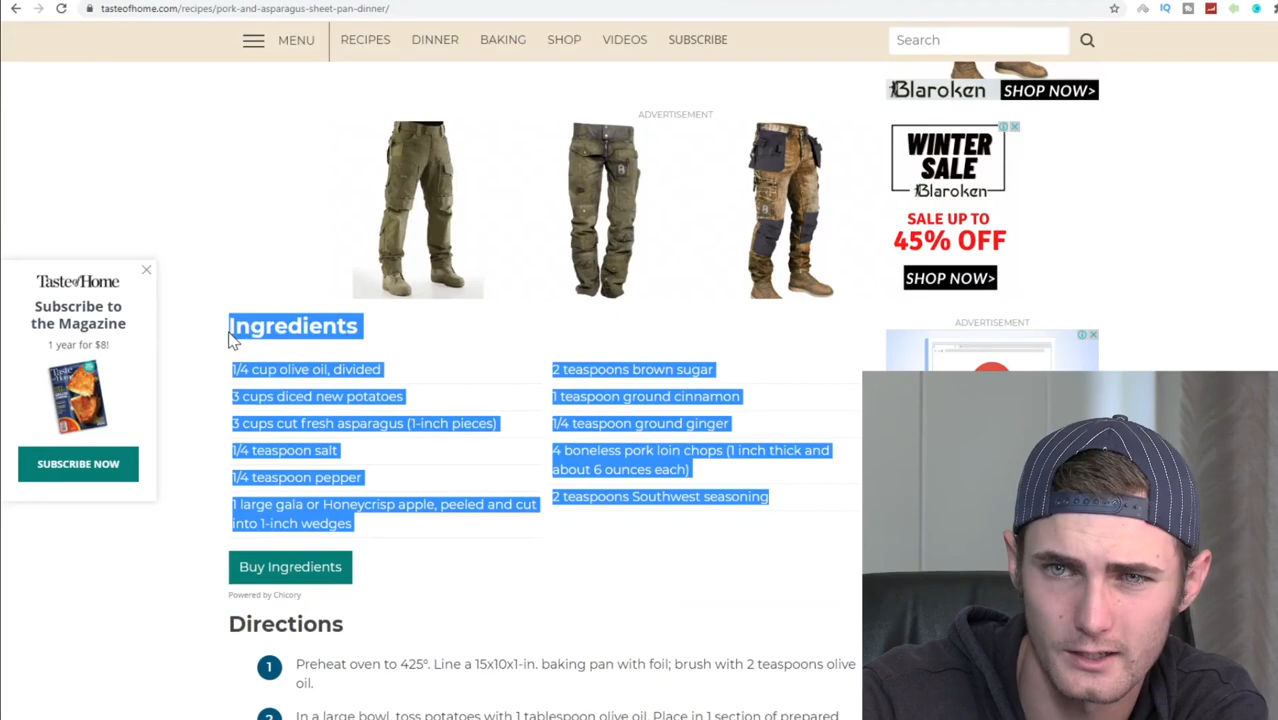 tasteofhome.com/recipes/pork-and-asparagus-sheet-pan-dinner/
MENU
RECIPES
DINNER
BAKING
SHOP
VIDEOS
SUBSCRIBE
Search
Blaroken SHOP NOW>
ADVERTISEMENT
WINTER
SALE
Blaroken
SALE UP TO
45% OFF
SHOP NOW>
Taste of Home
Subscribe to
the Magazine
1 year for $8!
SUBSCRIBE NOW
ADVERTISEMENT
Ingredients
1/4 cup olive oil, divided
3 cups diced new potatoes
3 cups cut fresh asparagus (1-inch pieces)
1/4 teaspoon salt
1/4 teaspoon pepper
1 large gala or Honeycrisp apple, peeled and cut
into 1-inch wedges
2 teaspoons brown sugar
1 teaspoon ground cinnamon
1/4 teaspoon ground ginger
4 boneless pork loin chops (1 inch thick and
about 6 ounces each)
2 teaspoons Southwest seasoning
Buy Ingredients
Powered by Chicory
Directions
1
Preheat oven to 425°. Line a 15x10x1-in. baking pan with foil; brush with 2 teaspoons olive
oil.
2
In a large bowl, toss potatoes with 1 tablespoon olive oil. Place in 1 section of prepared